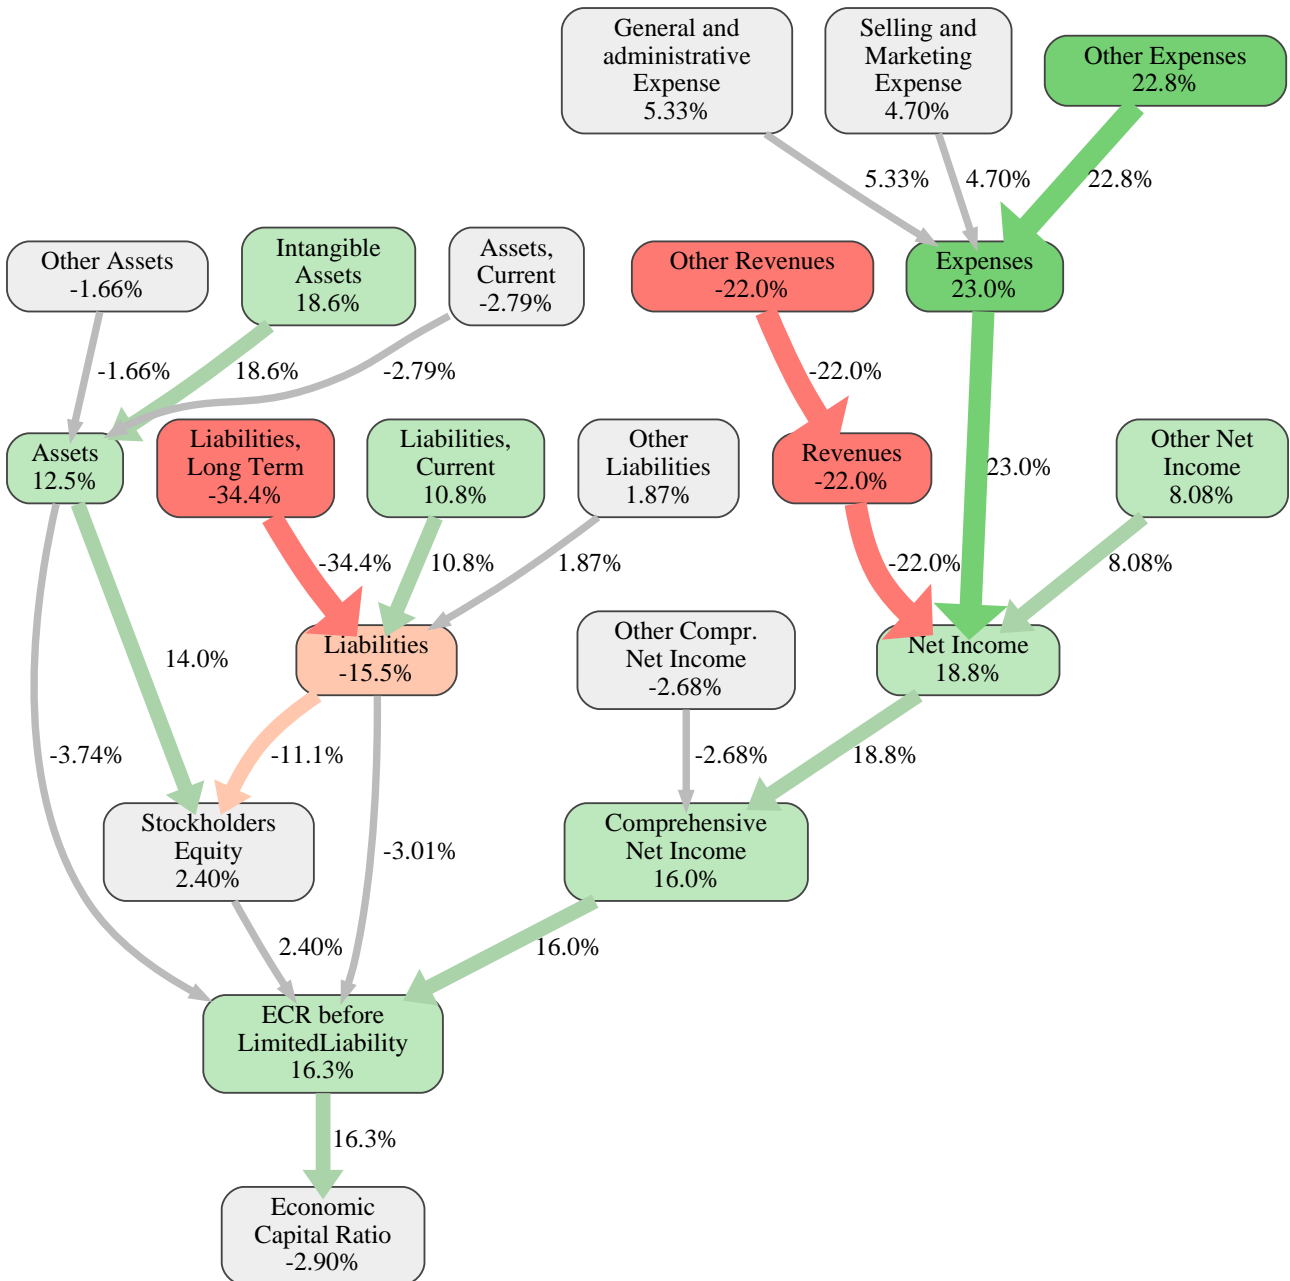 General and
administrative
Expense
5.33%
Selling and
Marketing
Expense
4.70%
Other Expenses
22.8%
5.33%
4.70%
22.8%
Other Assets
-1.66%
Intangible
Assets
18.6%
Assets,
Current
-2.79%
Other Revenues
-22.0%
Expenses
23.0%
-1.66%
18.6%
-2.79%
-22.0%
Assets
12.5%
Liabilities,
Long Term
-34.4%
Liabilities,
Current
10.8%
Other
Liabilities
1.87%
Revenues
-22.0%
23.0%
Other Net
Income
8.08%
-34.4%
10.8%
1.87%
-22.0%
8.08%
14.0%
Liabilities
-15.5%
Other Compr.
Net Income
-2.68%
Net Income
18.8%
-3.74%
-11.1%
-2.68%
18.8%
Stockholders
Equity
2.40%
-3.01%
Comprehensive
Net Income
16.0%
2.40%
16.0%
ECR before
LimitedLiability
16.3%
16.3%
Economic
Capital Ratio
-2.90%